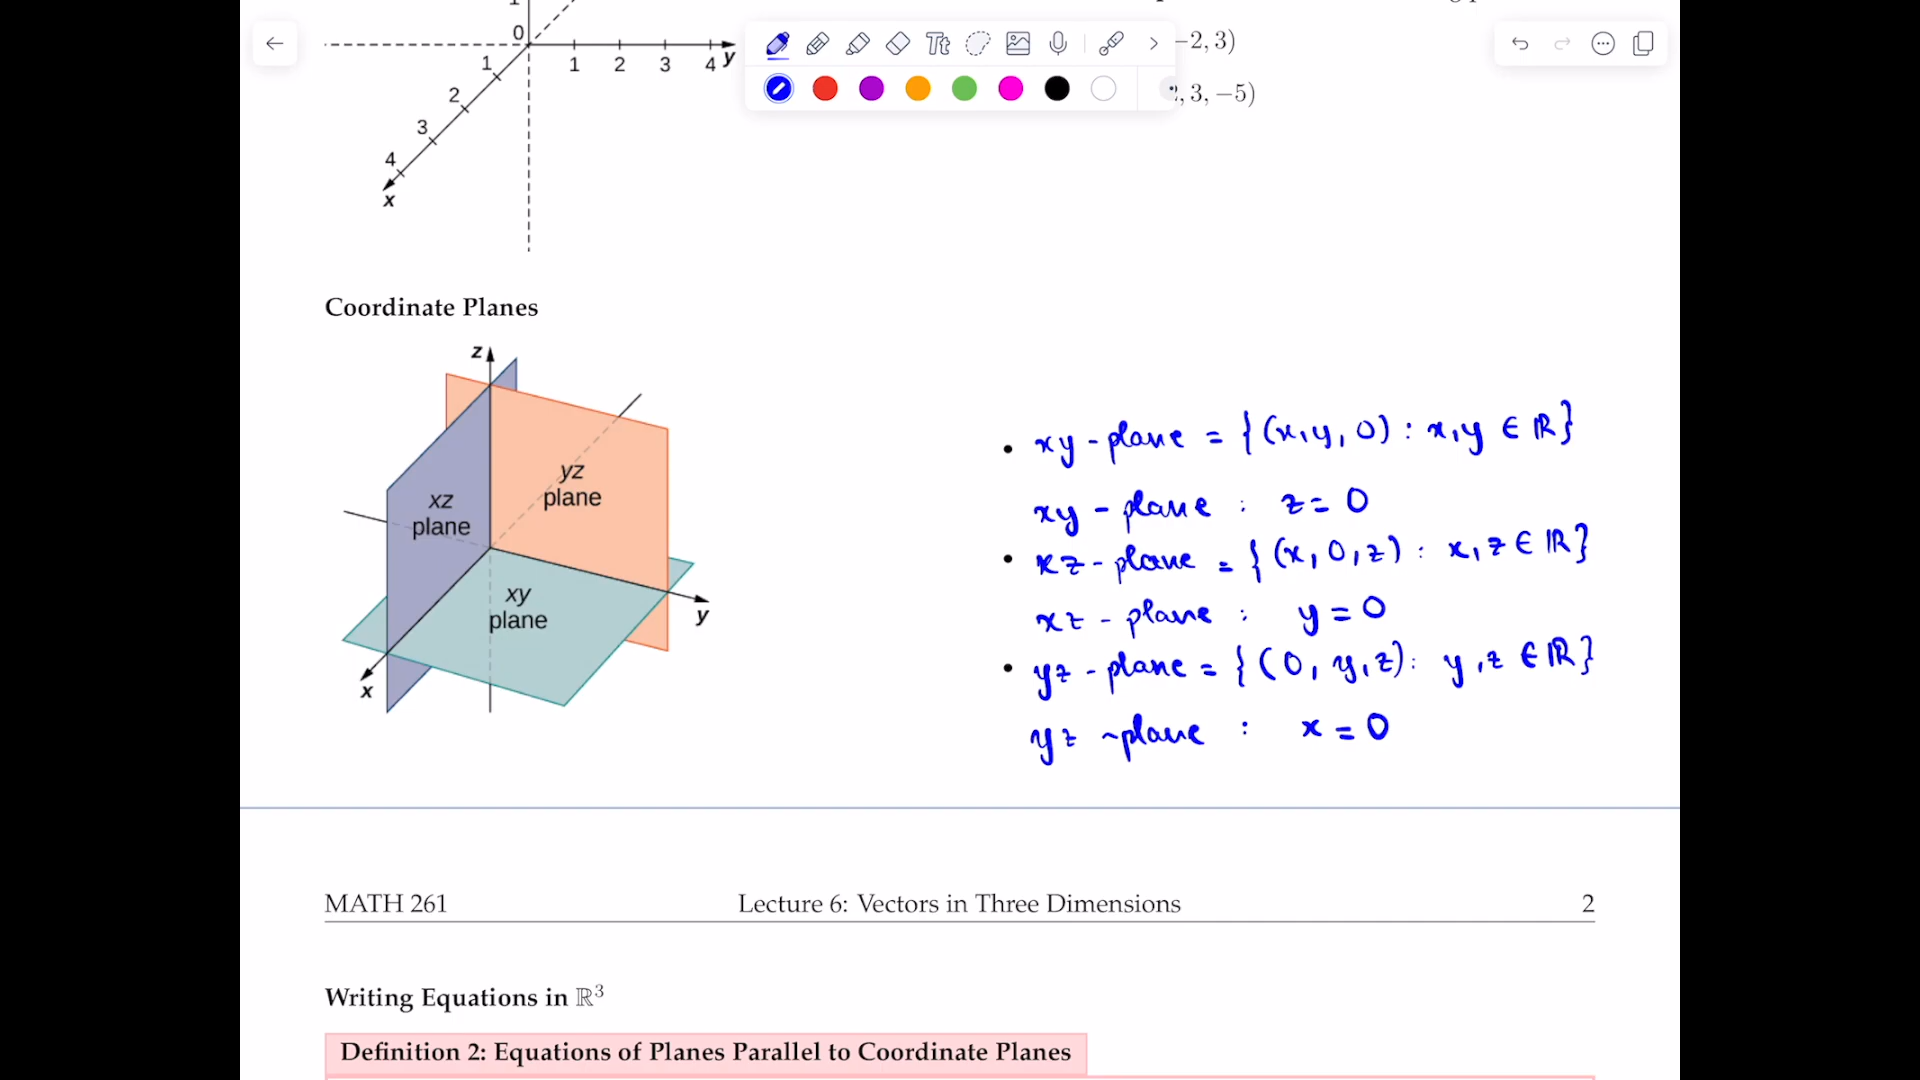 1
0
y
1 2 3 4
1
2
3
4
x
Tt
−2, 3)
, 3, −5)
Coordinate Planes
z
xz
plane
yz
plane
xy
plane
y
x
• xy-plane = {(x,y,0) : x,y ∈ ℝ}
xy - plane : z = 0
• xz-plane = {(x,0,z) : x,z ∈ ℝ}
xz - plane : y = 0
• yz-plane = {(0,y,z): y,z ∈ ℝ}
yz -plane : x = 0
MATH 261 Lecture 6: Vectors in Three Dimensions 2
Writing Equations in ℝ³
Definition 2: Equations of Planes Parallel to Coordinate Planes